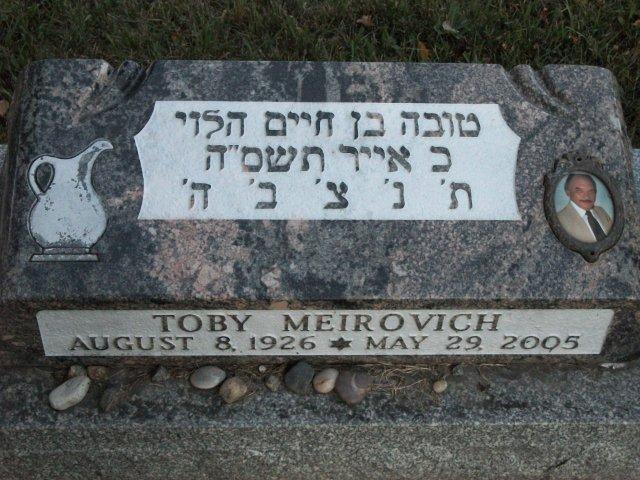 טובה בן חיים הלוי
כ אייר תשס"ה
ת' נ' צ' ב' ה'
TOBY MEIROVICH
AUGUST 8, 1926 ✡ MAY 29, 2005